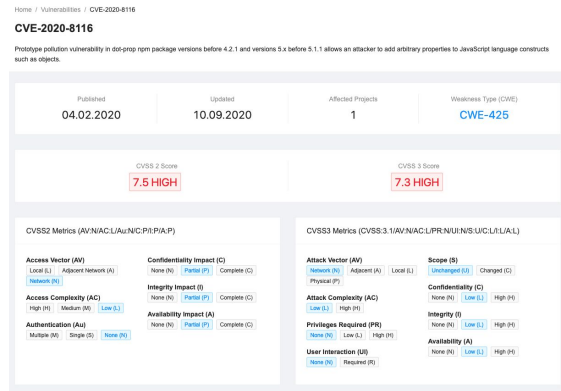 Home / Vulnerabilities / CVE-2020-8116
CVE-2020-8116
Prototype pollution vulnerability in dot-prop npm package versions before 4.2.1 and versions 5.x before 5.1.1 allows an attacker to add arbitrary properties to JavaScript language constructs
such as objects.
Published
04.02.2020
Updated
10.09.2020
Affected Projects
1
Weakness Type (CWE)
CWE-425
CVSS 2 Score
7.5 HIGH
CVSS 3 Score
7.3 HIGH
CVSS2 Metrics (AV:N/AC:L/Au:N/C:P/I:P/A:P)
Access Vector (AV)
Local (L) Adjacent Network (A)
Network (N)
Access Complexity (AC)
High (H) Medium (M) Low (L)
Authentication (Au)
Multiple (M) Single (S) None (N)
Confidentiality Impact (C)
None (N) Partial (P) Complete (C)
Integrity Impact (I)
None (N) Partial (P) Complete (C)
Availability Impact (A)
None (N) Partial (P) Complete (C)
CVSS3 Metrics (CVSS:3.1/AV:N/AC:L/PR:N/UI:N/S:U/C:L/I:L/A:L)
Attack Vector (AV)
Network (N) Adjacent (A) Local (L)
Physical (P)
Attack Complexity (AC)
Low (L) High (H)
Privileges Required (PR)
None (N) Low (L) High (H)
User Interaction (UI)
None (N) Required (R)
Scope (S)
Unchanged (U) Changed (C)
Confidentiality (C)
None (N) Low (L) High (H)
Integrity (I)
None (N) Low (L) High (H)
Availability (A)
None (N) Low (L) High (H)